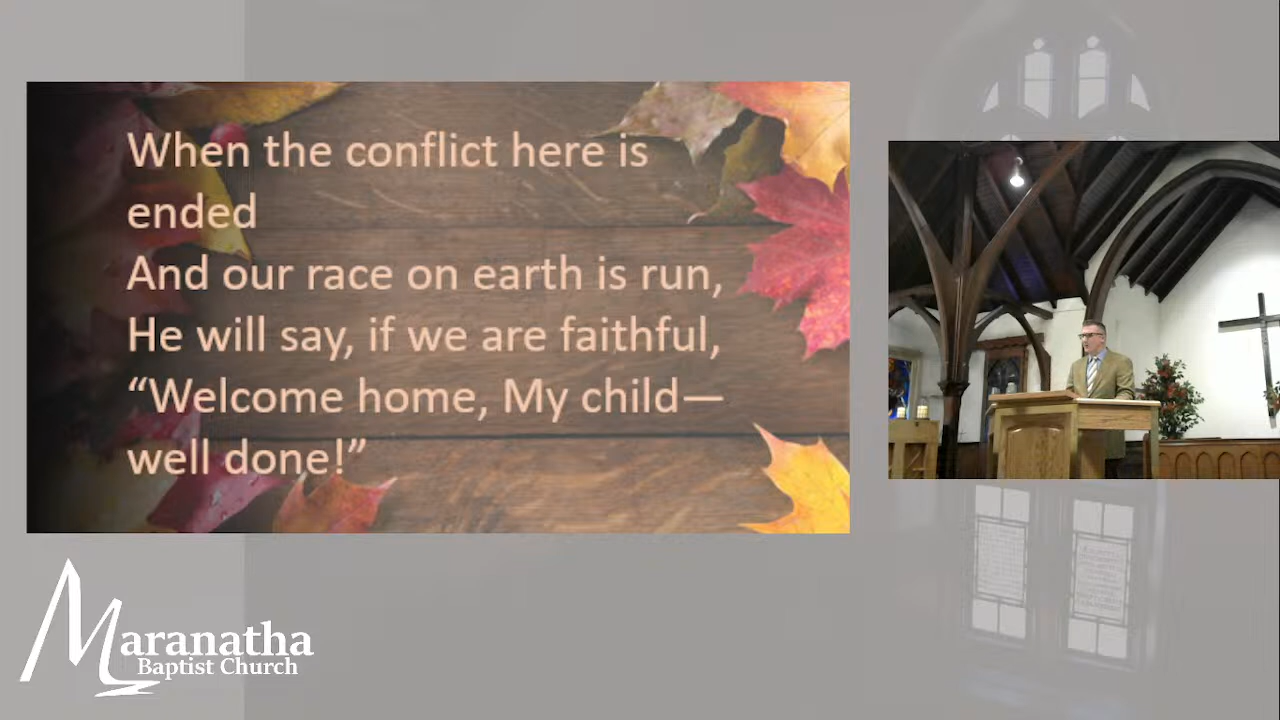 When the conflict here is
ended
And our race on earth is run,
He will say, if we are faithful,
“Welcome home, My child—
well done!”
Maranatha
Baptist Church